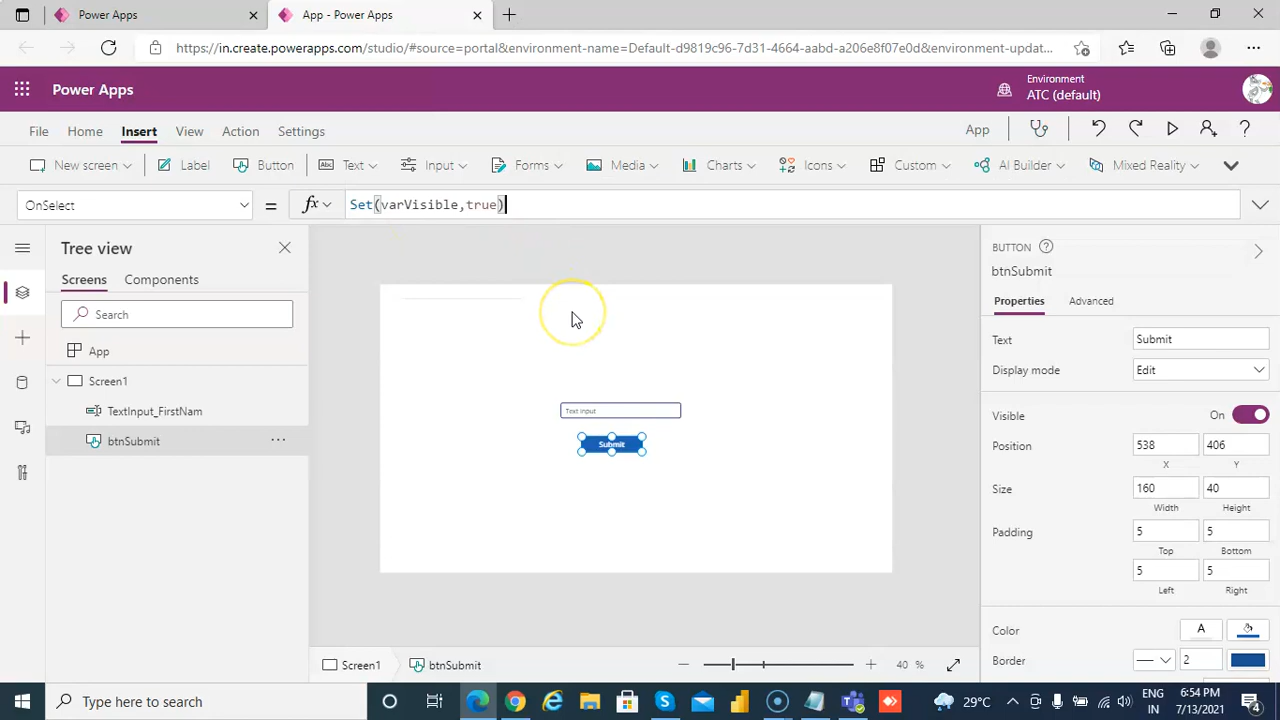 Power Apps
App - Power Apps
https://in.create.powerapps.com/studio/#source=portal&environment-name=Default-d9819c96-7d31-4664-aabd-a206e8f07e0d&environment-updat...
Power Apps
Environment
ATC (default)
File Home Insert View Action Settings App
New screen Label Button Abc Text Input Forms Media Charts Icons Custom AI Builder Mixed Reality
OnSelect = fx Set(varVisible,true)
Tree view
Screens Components
Search
App
Screen1
TextInput_FirstNam
btnSubmit
Text input
Submit
BUTTON
btnSubmit
Properties Advanced
Text Submit
Display mode Edit
Visible On
Position 538 406
X Y
Size 160 40
Width Height
Padding 5 5
Top Bottom
5 5
Left Right
Color A
Border 2
Screen1 btnSubmit 40 %
Type here to search
29°C
ENG
IN
6:54 PM
7/13/2021
4